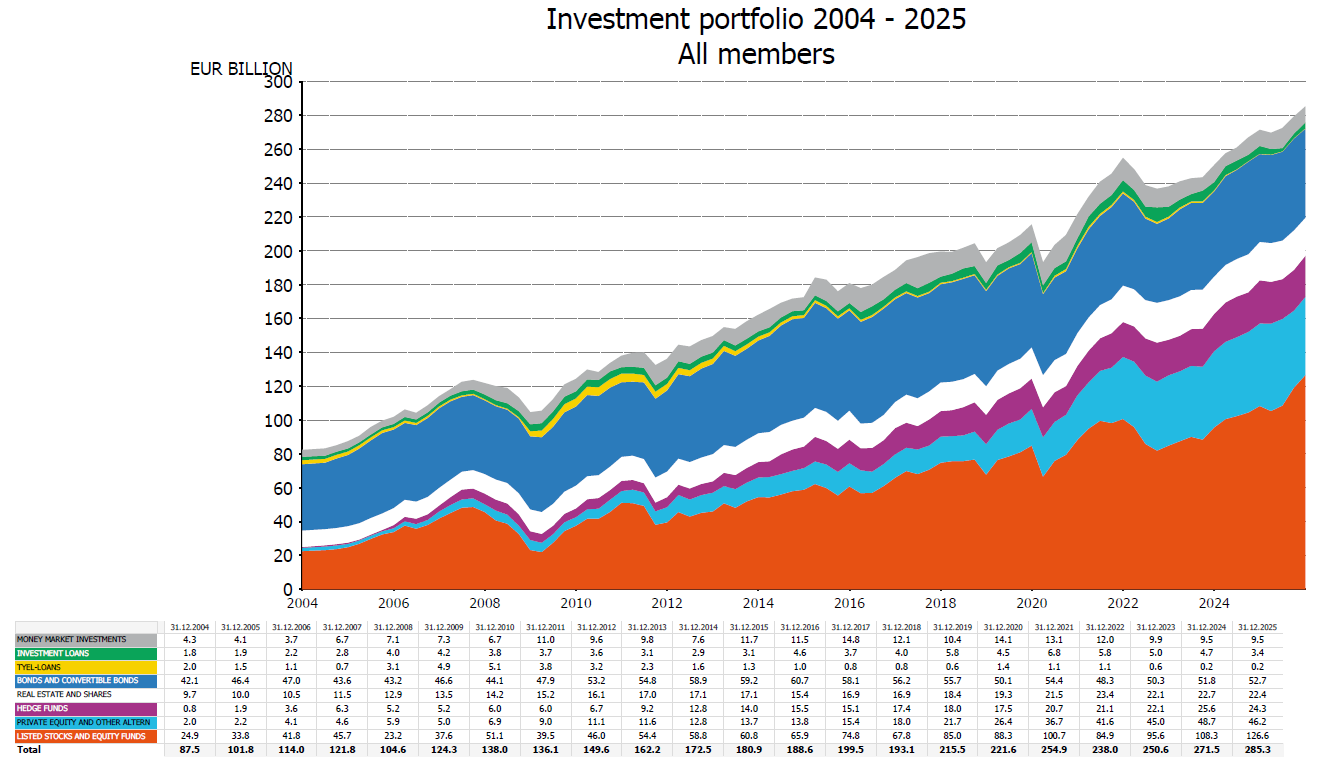 Investment portfolio 2004 - 2025
All members
EUR BILLION
300
280
260
240
220
200
180
160
140
120
100
80
60
40
20
0
2004 2006 2008 2010 2012 2014 2016 2018 2020 2022 2024
31.12.2004 31.12.2005 31.12.2006 31.12.2007 31.12.2008 31.12.2009 31.12.2010 31.12.2011 31.12.2012 31.12.2013 31.12.2014 31.12.2015 31.12.2016 31.12.2017 31.12.2018 31.12.2019 31.12.2020 31.12.2021 31.12.2022 31.12.2023 31.12.2024 31.12.2025
MONEY MARKET INVESTMENTS 4.3 4.1 3.7 6.7 7.1 7.3 6.7 11.0 9.6 9.8 7.6 11.7 11.5 14.8 12.1 10.4 14.1 13.1 12.0 9.9 9.5 9.5
INVESTMENT LOANS 1.8 1.9 2.2 2.8 4.0 4.2 3.8 3.7 3.6 3.1 2.9 3.1 4.6 3.7 4.0 5.8 4.5 6.8 5.8 5.0 4.7 3.4
TYEL-LOANS 2.0 1.5 1.1 0.7 3.1 4.9 5.1 3.8 3.2 2.3 1.6 1.3 1.0 0.8 0.8 0.6 1.4 1.1 1.1 0.6 0.2 0.2
BONDS AND CONVERTIBLE BONDS 42.1 46.4 47.0 43.6 43.2 46.6 44.1 47.9 53.2 54.8 58.9 59.2 60.7 58.1 56.2 55.7 50.1 54.4 48.3 50.3 51.8 52.7
REAL ESTATE AND SHARES 9.7 10.0 10.5 11.5 12.9 13.5 14.2 15.2 16.1 17.0 17.1 17.1 15.4 16.9 16.9 18.4 19.3 21.5 23.4 22.1 22.7 22.4
HEDGE FUNDS 0.8 1.9 3.6 6.3 5.2 5.2 6.0 6.0 6.7 9.2 12.8 14.0 15.5 15.1 17.4 18.0 17.5 20.7 21.1 22.1 25.6 24.3
PRIVATE EQUITY AND OTHER ALTERN 2.0 2.2 4.1 4.6 5.9 5.0 6.9 9.0 11.1 11.6 12.8 13.7 13.8 15.4 18.0 21.7 26.4 36.7 41.6 45.0 48.7 46.2
LISTED STOCKS AND EQUITY FUNDS 24.9 33.8 41.8 45.7 23.2 37.6 51.1 39.5 46.0 54.4 58.8 60.8 65.9 74.8 67.8 85.0 88.3 100.7 84.9 95.6 108.3 126.6
Total 87.5 101.8 114.0 121.8 104.6 124.3 138.0 136.1 149.6 162.2 172.5 180.9 188.6 199.5 193.1 215.5 221.6 254.9 238.0 250.6 271.5 285.3